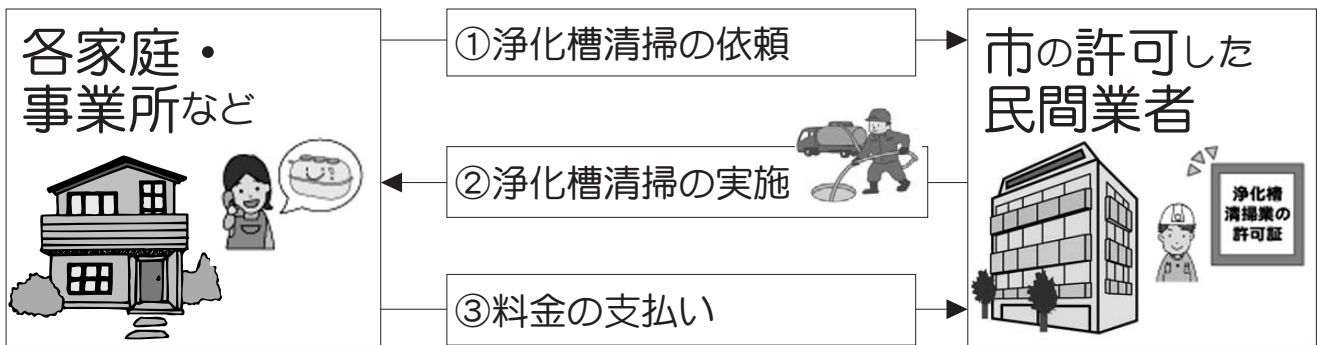 各家庭・
事業所など
①浄化槽清掃の依頼
②浄化槽清掃の実施
③料金の支払い
市の許可した
民間業者
浄化槽
清掃業の
許可証